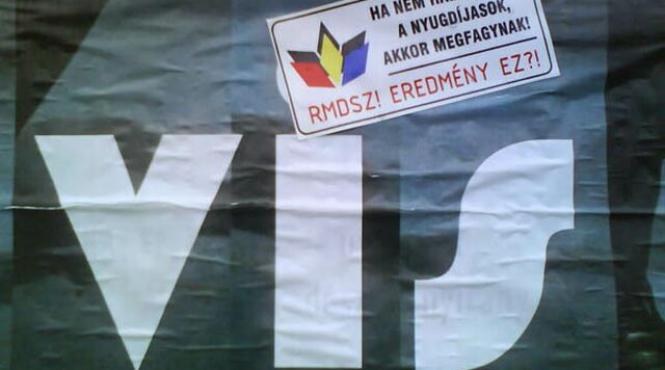 HA NEM
A NYUGDÍJASOK,
AKKOR MEGFAGYNAK!
RMDSZ! EREDMÉNY EZ?!
VIS